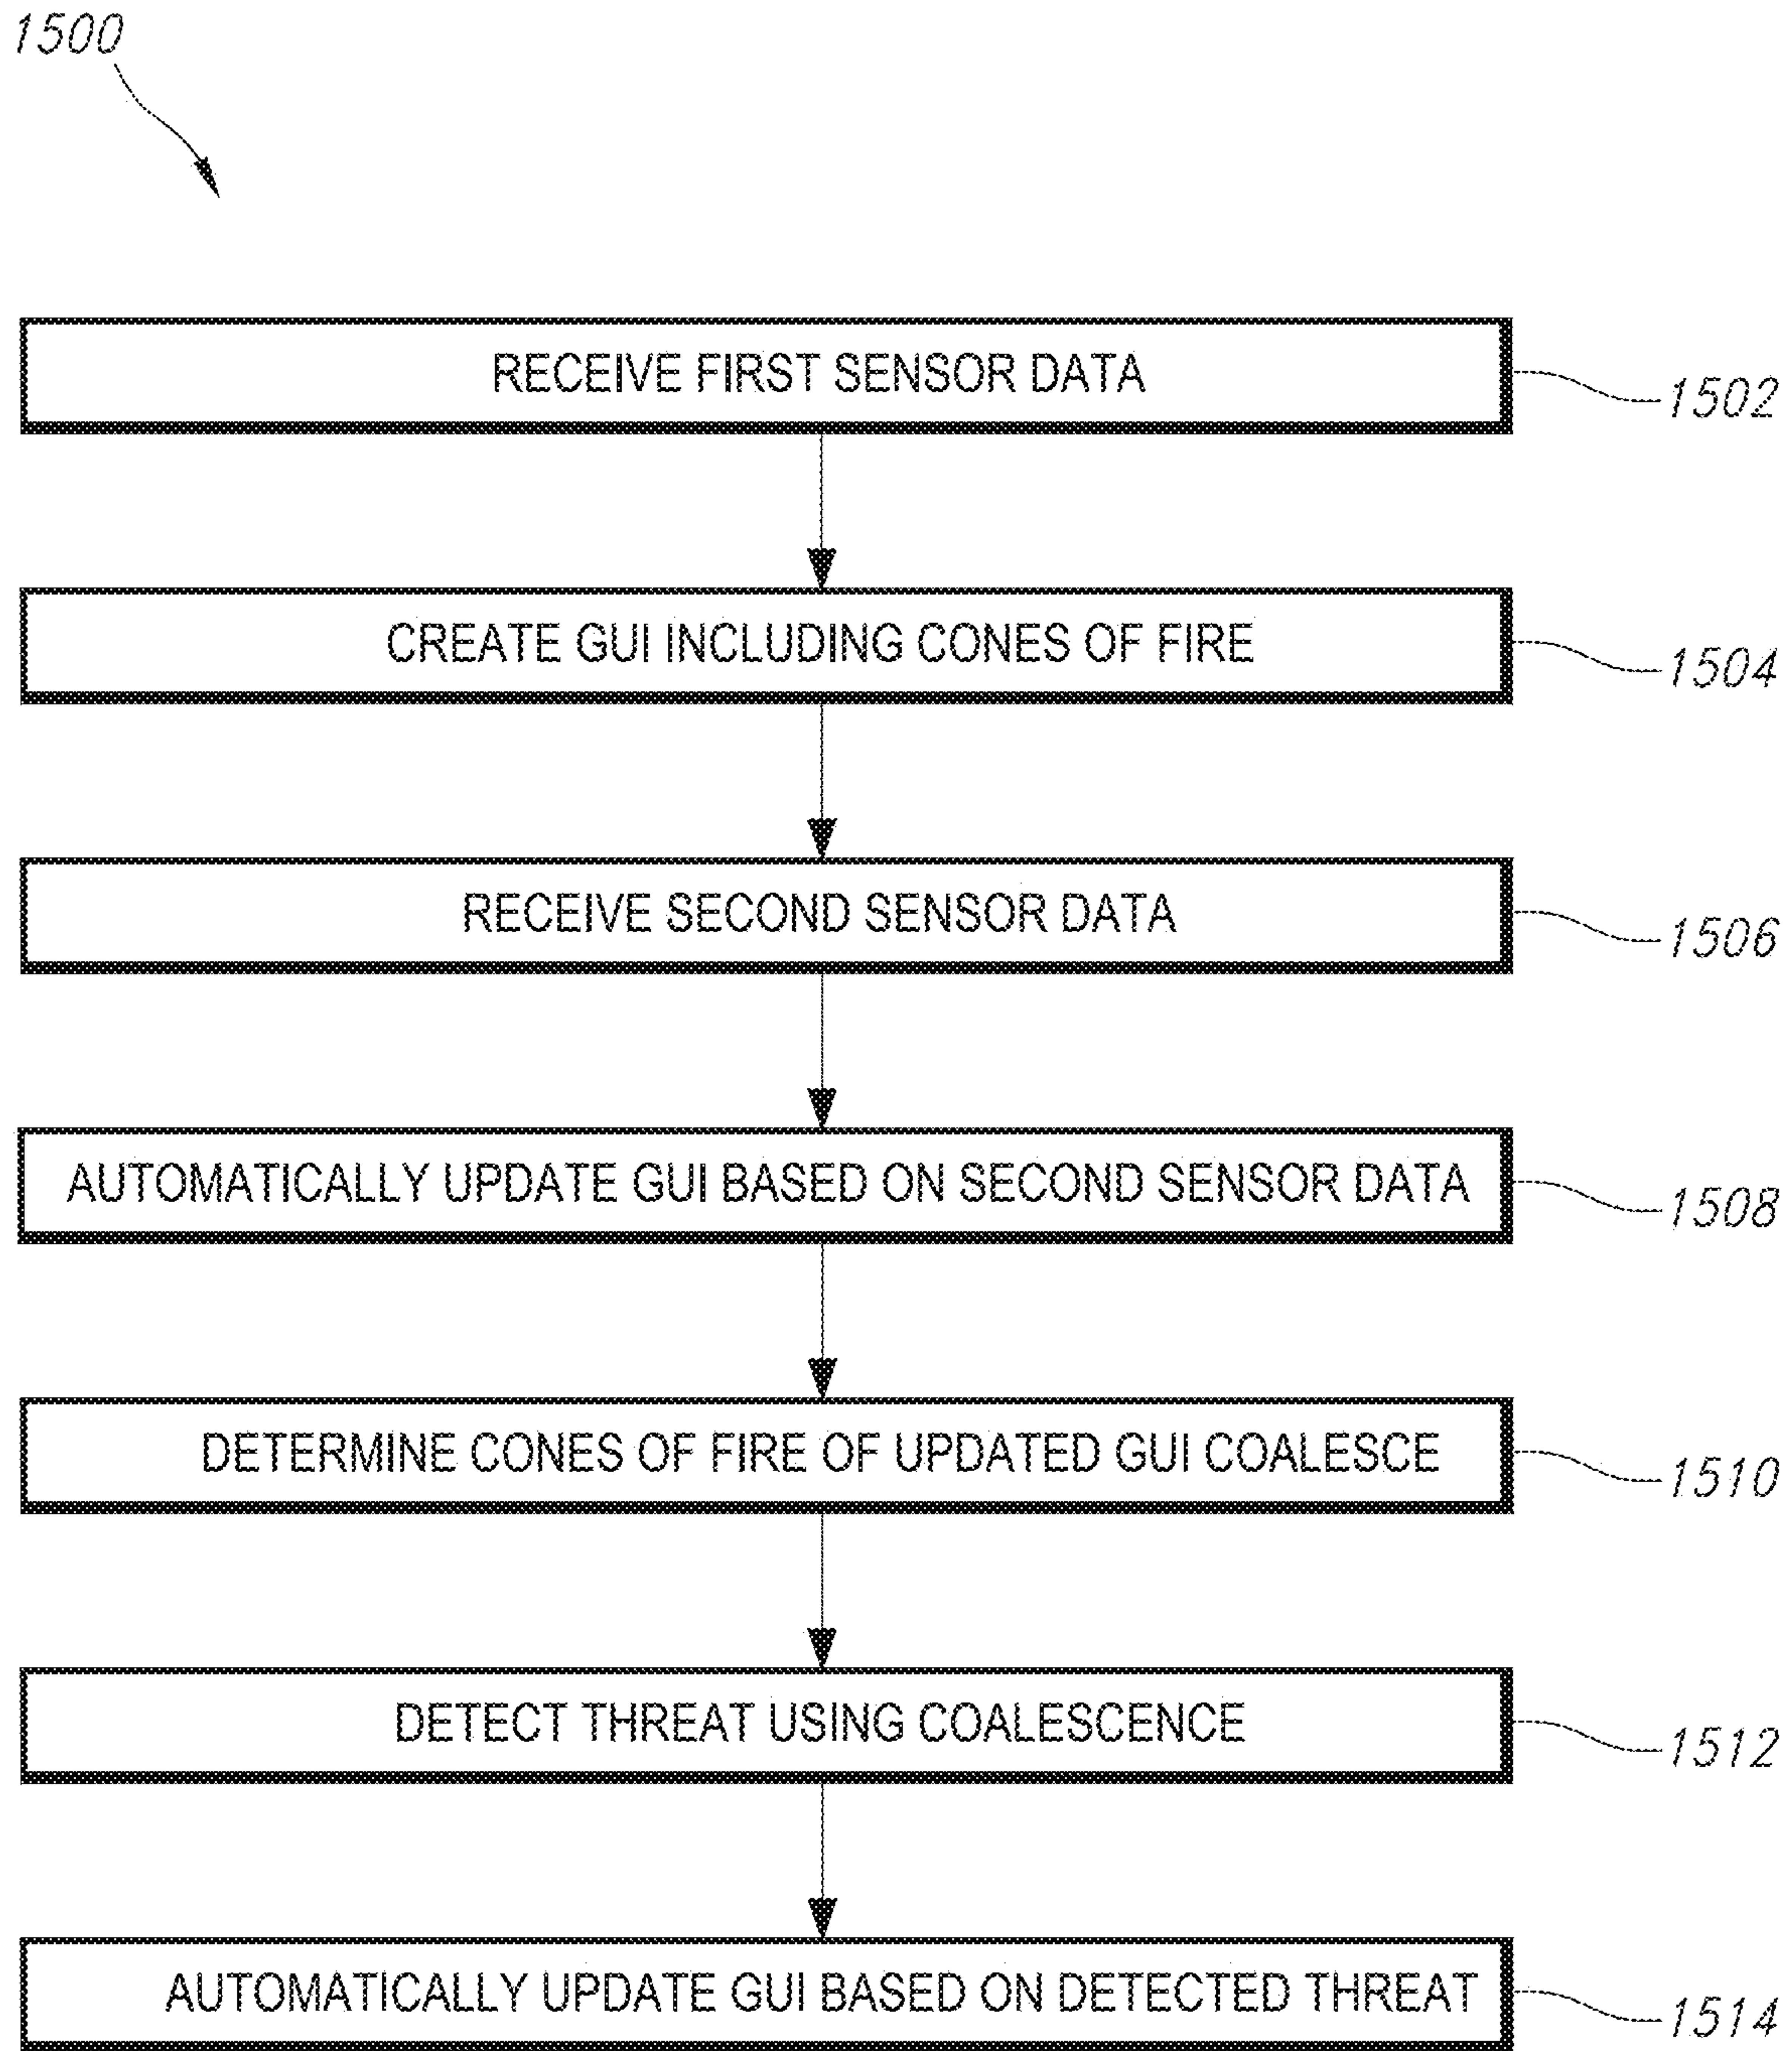 1500
RECEIVE FIRST SENSOR DATA
1502
CREATE GUI INCLUDING CONES OF FIRE
1504
RECEIVE SECOND SENSOR DATA
1506
AUTOMATICALLY UPDATE GUI BASED ON SECOND SENSOR DATA
1508
DETERMINE CONES OF FIRE OF UPDATED GUI COALESCE
1510
DETECT THREAT USING COALESCENCE
1512
AUTOMATICALLY UPDATE GUI BASED ON DETECTED THREAT
1514